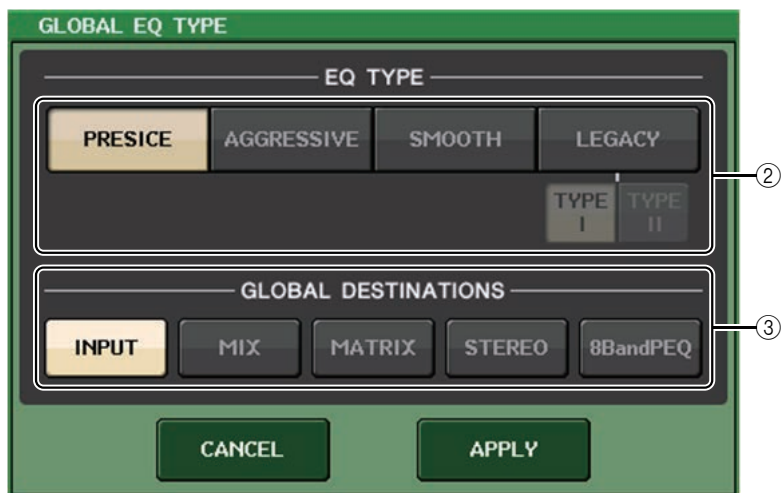 GLOBAL EQ TYPE
EQ TYPE
PRESICE AGGRESSIVE SMOOTH LEGACY
②
TYPE I TYPE II
GLOBAL DESTINATIONS
③
INPUT MIX MATRIX STEREO 8BandPEQ
CANCEL APPLY